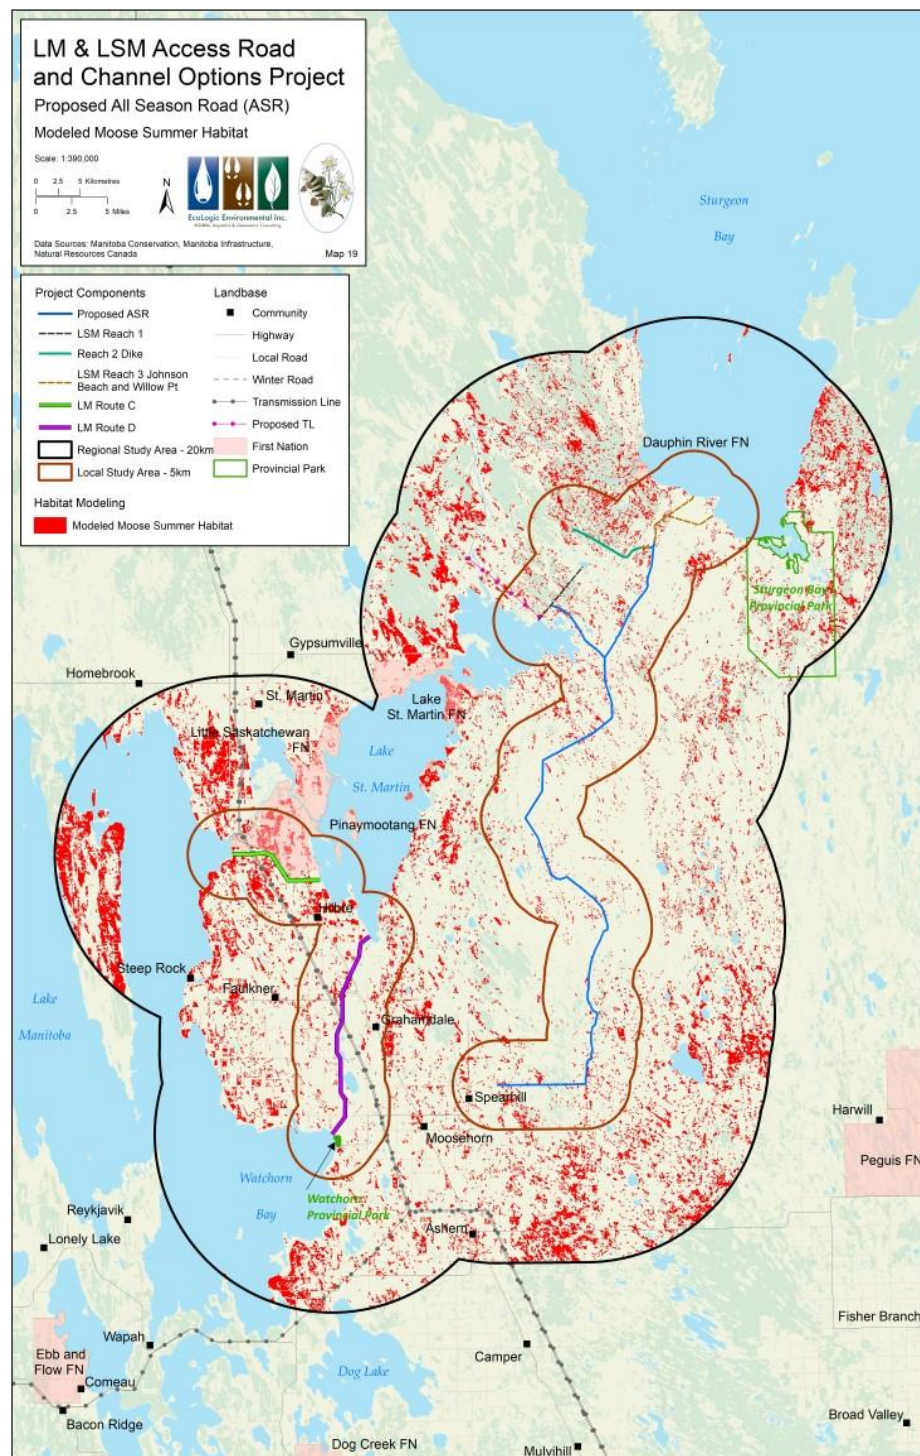 LM & LSM Access Road
and Channel Options Project
Proposed All Season Road (ASR)
Modeled Moose Summer Habitat
Scale: 1:390,000
0 2.5 5 Kilometres
0 2.5 5 Miles
N
EcoLogic Environmental Inc.
Data Sources: Manitoba Conservation, Manitoba Infrastructure,
Natural Resources Canada
Map 19
Project Components
Proposed ASR
LSM Reach 1
Reach 2 Dike
LSM Reach 3 Johnson
Beach and Willow Pt
LM Route C
LM Route D
Regional Study Area - 20km
Local Study Area - 5km
Habitat Modeling
Modeled Moose Summer Habitat
Landbase
Community
Highway
Local Road
Winter Road
Transmission Line
Proposed TL
First Nation
Provincial Park
Sturgeon
Bay
Dauphin River FN
Sturgeon Bay
Provincial Park
Gypsumville
Homebrook
St. Martin
Lake
St. Martin FN
Little Saskatchewan
FN
Lake
St. Martin
Pinaymootang FN
Hilbre
Steep Rock
Faulkner
Grahamdale
Lake
Manitoba
Spearhill
Moosehorn
Harwill
Peguis FN
Watchorn
Bay
Watchorn
Provincial Park
Reykjavik
Lonely Lake
Ashern
Fisher Branch
Wapah
Ebb and
Flow FN
Camper
Comeau
Dog Lake
Bacon Ridge
Broad Valley
Dog Creek FN
Mulvihill